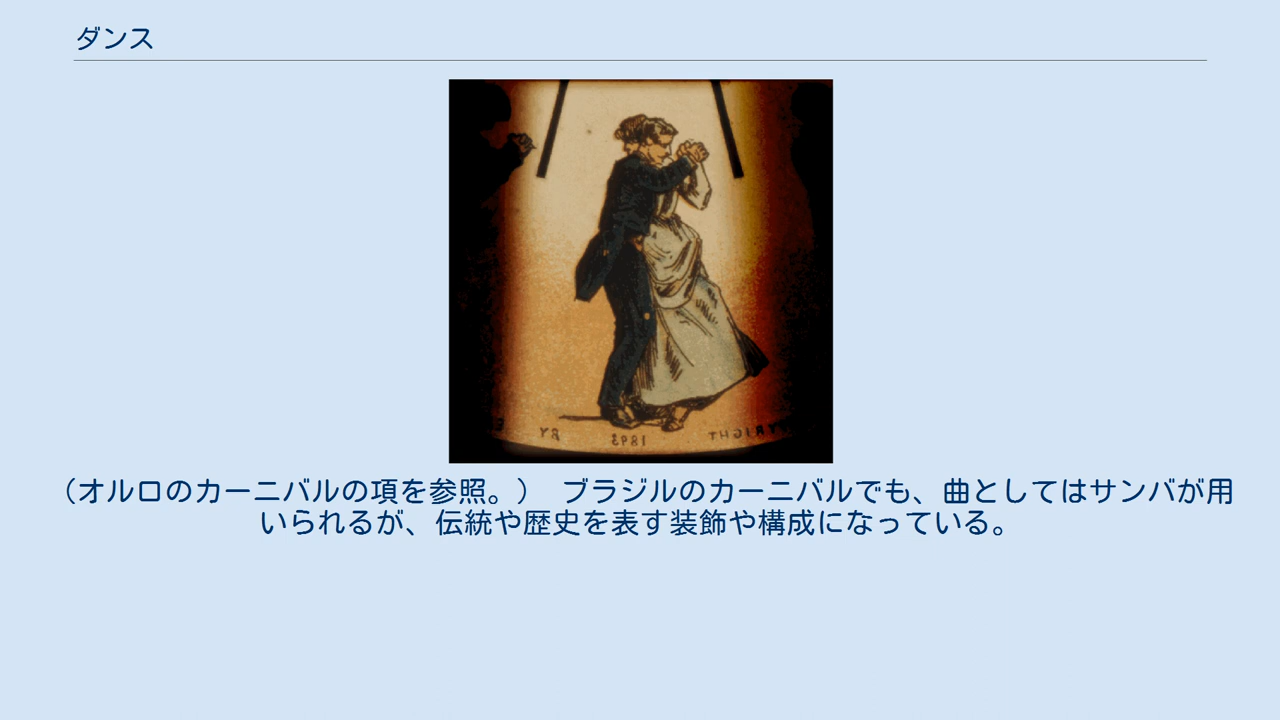 ダンス
BY 1893 COPYRIGHT
（オルロのカーニバルの項を参照。）　ブラジルのカーニバルでも、曲としてはサンバが用
いられるが、伝統や歴史を表す装飾や構成になっている。